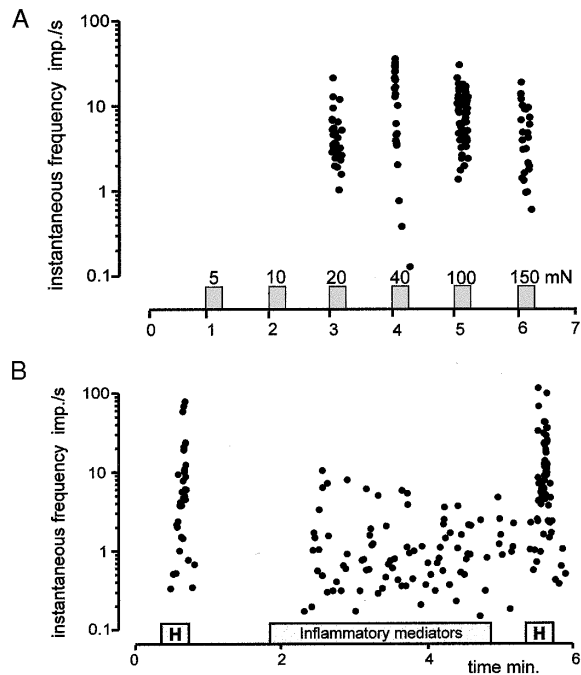 A
instantaneous frequency imp./s
100
10
1
0.1
5 10 20 40 100 150 mN
0 1 2 3 4 5 6 7
B
instantaneous frequency imp./s
100
10
1
0.1
H Inflammatory mediators H
0 2 4 6
time min.